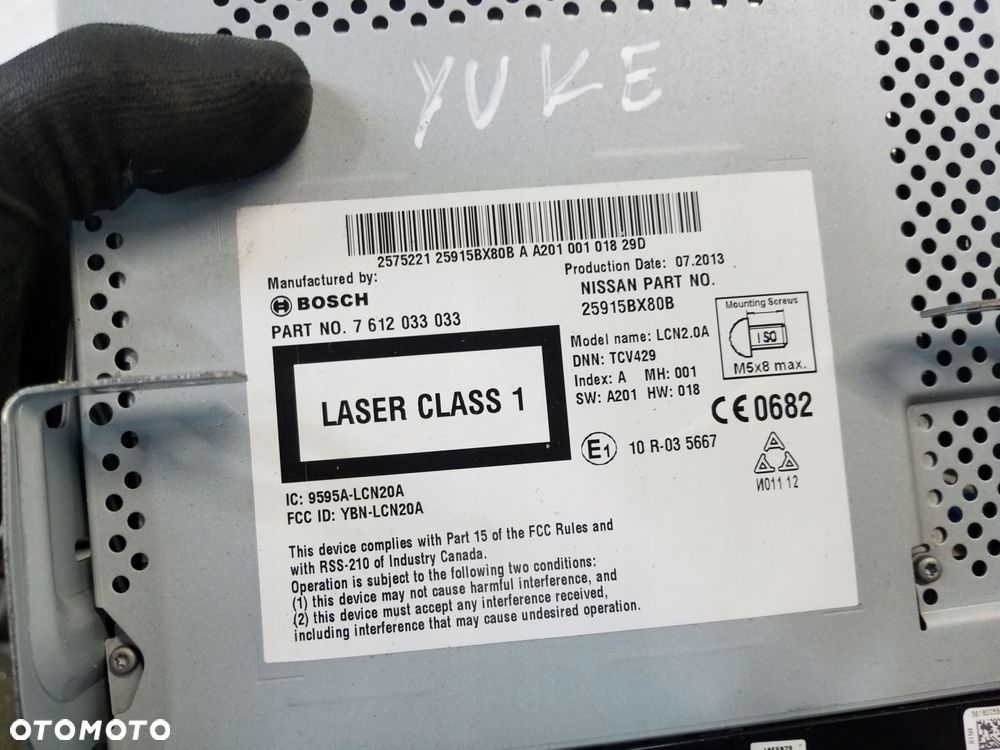 YUKE
2575221 25915BX80B A A201 001 018 29D
Manufactured by:
BOSCH
PART NO. 7 612 033 033
Production Date: 07.2013
NISSAN PART NO.
25915BX80B
Model name: LCN2.0A
DNN: TCV429
Index: A MH: 001
SW: A201 HW: 018
Mounting Screws
ISO
M5x8 max.
LASER CLASS 1
CE0682
E1 10 R-03 5667
И011 12
IC: 9595A-LCN20A
FCC ID: YBN-LCN20A
This device complies with Part 15 of the FCC Rules and
with RSS-210 of Industry Canada.
Operation is subject to the following two conditions:
(1) this device may not cause harmful interference, and
(2) this device must accept any interference received,
including interference that may cause undesired operation.
OTOMOTO